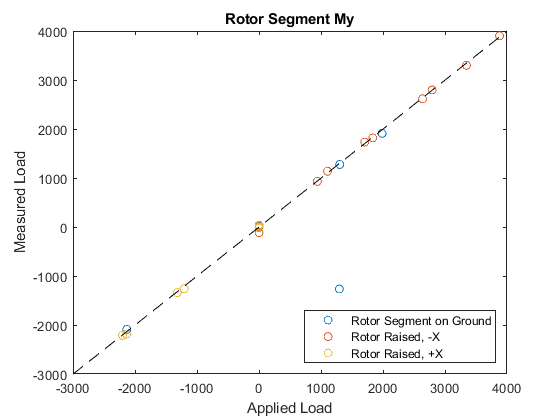 Rotor Segment My
Measured Load
4000
3000
2000
1000
0
-1000
-2000
-3000
-3000
-2000
-1000
0
1000
2000
3000
4000
Applied Load
Rotor Segment on Ground
Rotor Raised, -X
Rotor Raised, +X